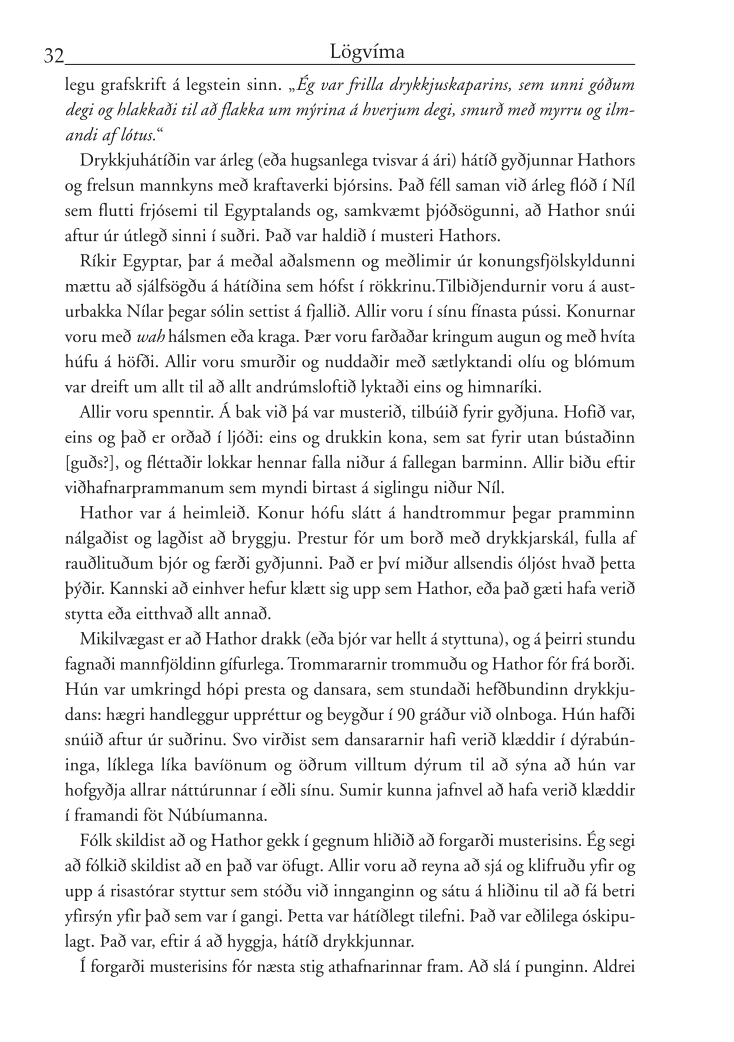 32
Lögvíma
legu grafskrift á legstein sinn. „Ég var frilla drykkjuskaparins, sem unni góðum
degi og hlakkaði til að flakka um mýrina á hverjum degi, smurð með myrru og ilm-
andi af lótus.“
Drykkjuhátíðin var árleg (eða hugsanlega tvisvar á ári) hátíð gyðjunnar Hathors
og frelsun mannkyns með kraftaverki bjórsins. Það féll saman við árleg flóð í Níl
sem flutti frjósemi til Egyptalands og, samkvæmt þjóðsögunni, að Hathor snúi
aftur úr útlegð sinni í suðri. Það var haldið í musteri Hathors.
Ríkir Egyptar, þar á meðal aðalsmenn og meðlimir úr konungsfjölskyldunni
mættu að sjálfsögðu á hátíðina sem hófst í rökkrinu.Tilbiðjendurnir voru á aust-
urbakka Nílar þegar sólin settist á fjallið. Allir voru í sínu fínasta pússi. Konurnar
voru með wah hálsmen eða kraga. Þær voru farðaðar kringum augun og með hvíta
húfu á höfði. Allir voru smurðir og nuddaðir með sætlyktandi olíu og blómum
var dreift um allt til að allt andrúmsloftið lyktaði eins og himnaríki.
Allir voru spenntir. Á bak við þá var musterið, tilbúið fyrir gyðjuna. Hofið var,
eins og það er orðað í ljóði: eins og drukkin kona, sem sat fyrir utan bústaðinn
[guðs?], og fléttaðir lokkar hennar falla niður á fallegan barminn. Allir biðu eftir
viðhafnarprammanum sem myndi birtast á siglingu niður Níl.
Hathor var á heimleið. Konur hófu slátt á handtrommur þegar pramminn
nálgaðist og lagðist að bryggju. Prestur fór um borð með drykkjarskál, fulla af
rauðlituðum bjór og færði gyðjunni. Það er því miður allsendis óljóst hvað þetta
þýðir. Kannski að einhver hefur klætt sig upp sem Hathor, eða það gæti hafa verið
stytta eða eitthvað allt annað.
Mikilvægast er að Hathor drakk (eða bjór var hellt á styttuna), og á þeirri stundu
fagnaði mannfjöldinn gífurlega. Trommararnir trommuðu og Hathor fór frá borði.
Hún var umkringd hópi presta og dansara, sem stundaði hefðbundinn drykkju-
dans: hægri handleggur uppréttur og beygður í 90 gráður við olnboga. Hún hafði
snúið aftur úr suðrinu. Svo virðist sem dansararnir hafi verið klæddir í dýrabún-
inga, líklega líka bavíönum og öðrum villtum dýrum til að sýna að hún var
hofgyðja allrar náttúrunnar í eðli sínu. Sumir kunna jafnvel að hafa verið klæddir
í framandi föt Núbíumanna.
Fólk skildist að og Hathor gekk í gegnum hliðið að forgarði musterisins. Ég segi
að fólkið skildist að en það var öfugt. Allir voru að reyna að sjá og klifruðu yfir og
upp á risastórar styttur sem stóðu við innganginn og sátu á hliðinu til að fá betri
yfirsýn yfir það sem var í gangi. Þetta var hátíðlegt tilefni. Það var eðlilega óskipu-
lagt. Það var, eftir á að hyggja, hátíð drykkjunnar.
Í forgarði musterisins fór næsta stig athafnarinnar fram. Að slá í punginn. Aldrei